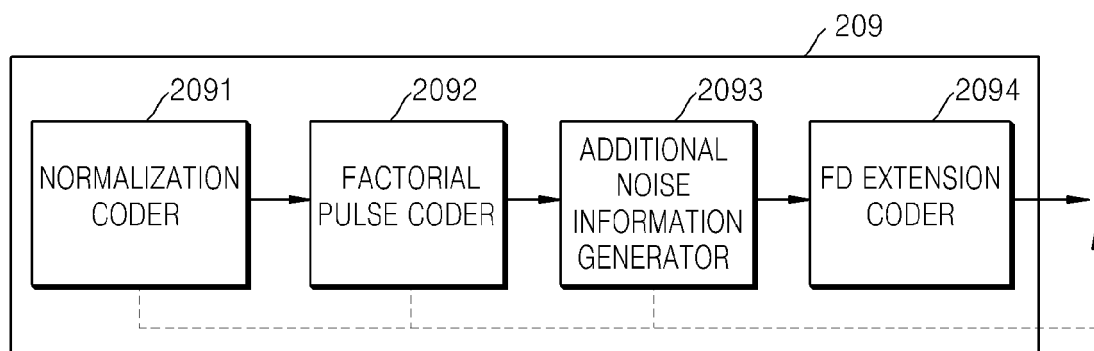 209
2091
2092
2093
2094
NORMALIZATION
CODER
FACTORIAL
PULSE CODER
ADDITIONAL
NOISE
INFORMATION
GENERATOR
FD EXTENSION
CODER